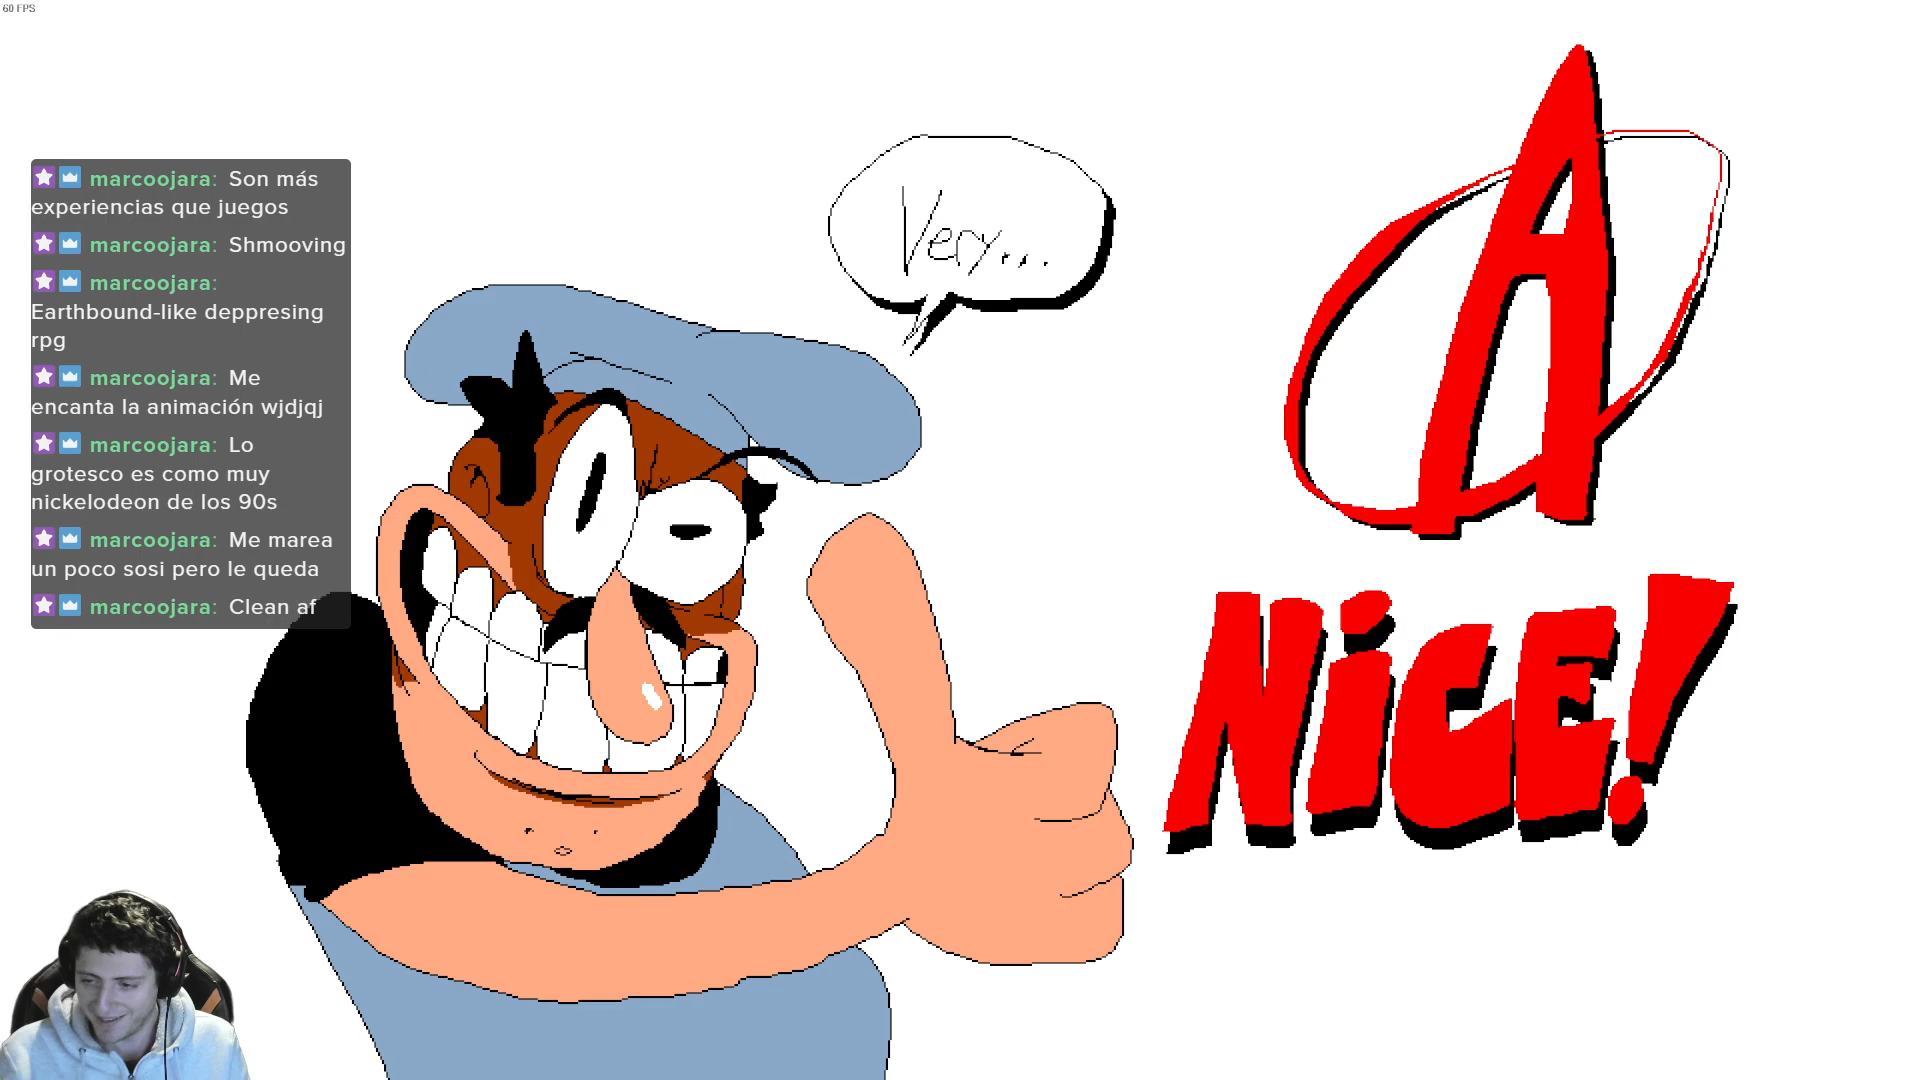 60 FPS
marcoojara: Son más
experiencias que juegos
marcoojara: Shmooving
marcoojara:
Earthbound-like deppresing
rpg
marcoojara: Me
encanta la animación wjdjqj
marcoojara: Lo
grotesco es como muy
nickelodeon de los 90s
marcoojara: Me marea
un poco sosi pero le queda
marcoojara: Clean af
Very...
A
NiCE!